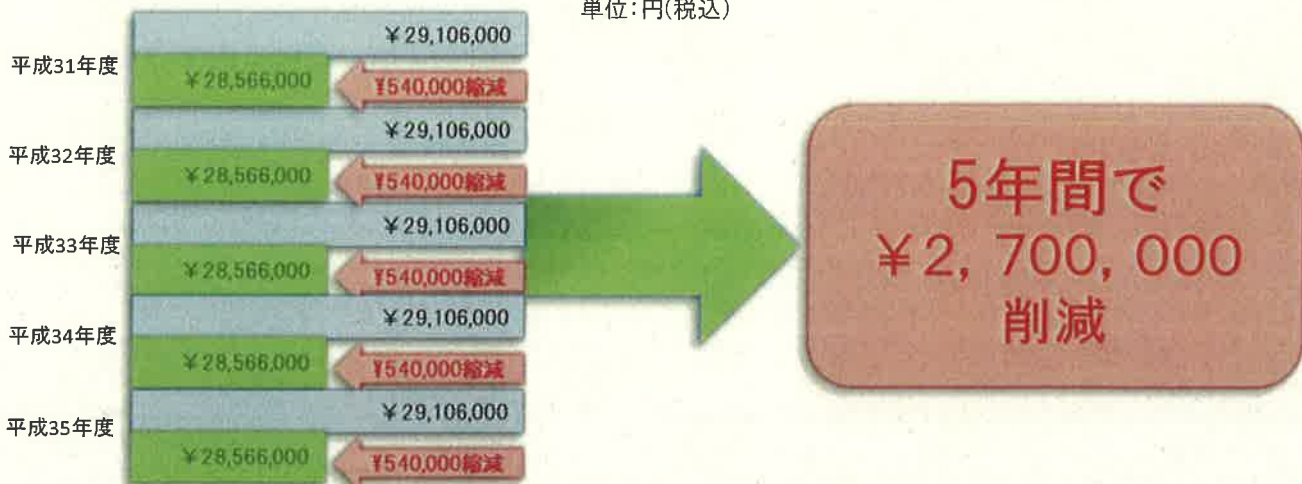 単位:円(税込)
平成31年度
¥29,106,000
¥28,566,000
¥540,000縮減
平成32年度
¥29,106,000
¥28,566,000
¥540,000縮減
平成33年度
¥29,106,000
¥28,566,000
¥540,000縮減
平成34年度
¥29,106,000
¥28,566,000
¥540,000縮減
平成35年度
¥29,106,000
¥28,566,000
¥540,000縮減
5年間で
¥2, 700, 000
削減